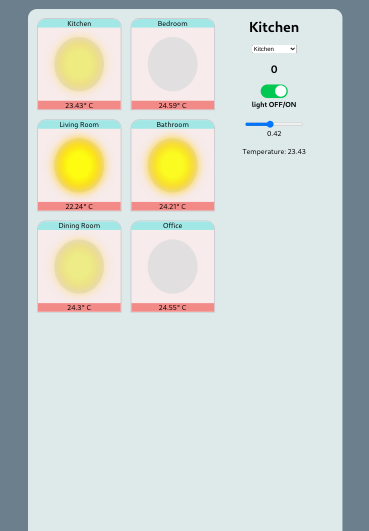 Kitchen
23.43° C
Bedroom
24.59° C
Living Room
22.24° C
Bathroom
24.21° C
Dining Room
24.3° C
Office
24.55° C
Kitchen
Kitchen
0
light OFF/ON
0.42
Temperature: 23.43